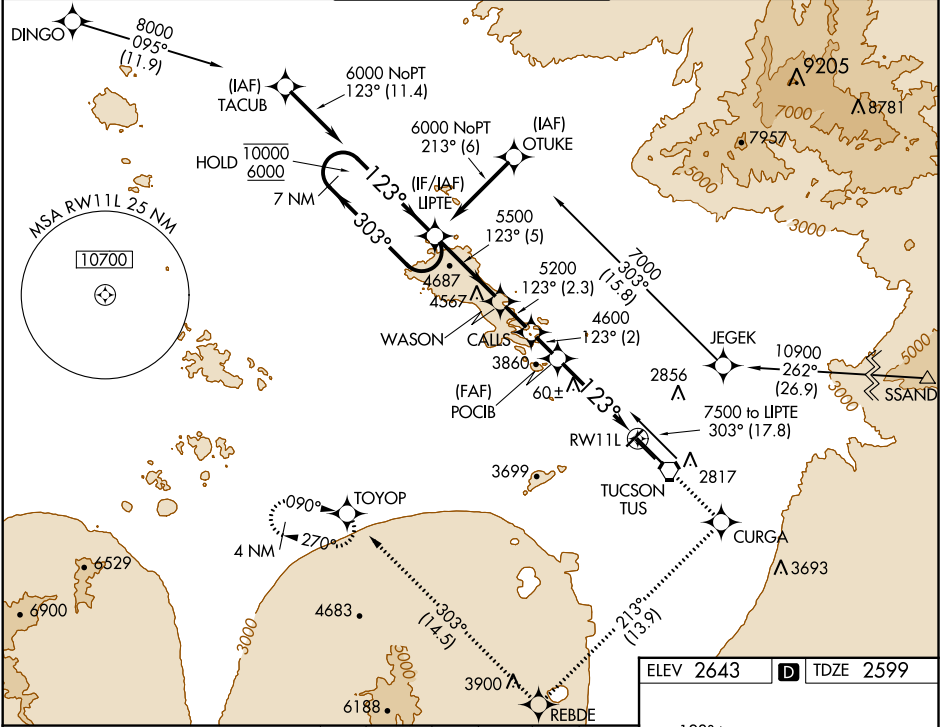 DINGO
8000
095°
(11.9)
(IAF)
TACUB
6000 NoPT
123° (11.4)
6000 NoPT
213° (6)
(IAF)
OTUKE
9205
7000
8781
7957
5000
3000
HOLD
10000
6000
7 NM
123°
303°
(IF/IAF)
LIPTE
MSA RW11L 25 NM
10700
5500
123° (5)
4687
4567
5200
123° (2.3)
WASON
CALLS
4600
123° (2)
3860
(FAF)
POCIB
60±
123°
7000
303°
(15.8)
JEGEK
10900
262°
(26.9)
5000
3000
SSAND
2856
7500 to LIPTE
303° (17.8)
RW11L
2817
TUCSON
TUS
3699
TOYOP
090°
270°
4 NM
CURGA
3693
6529
6900
3000
4683
303°
(14.5)
213°
(13.9)
5000
6188
3900
REBDE
ELEV 2643
D
TDZE 2599